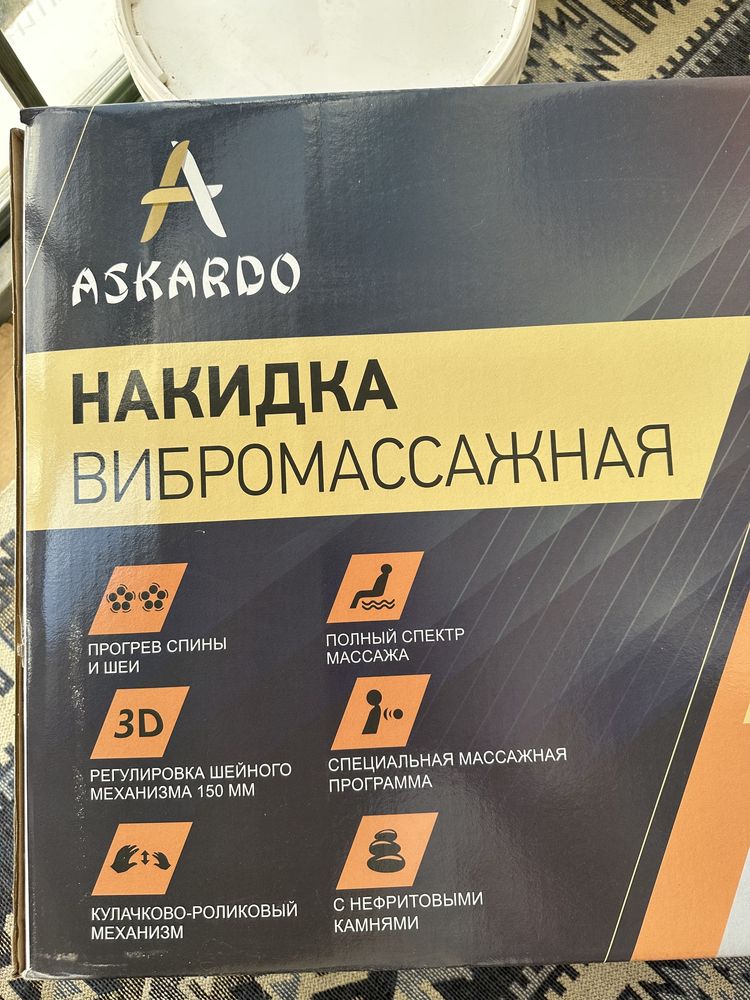 ASKARDO
НАКИДКА
ВИБРОМАССАЖНАЯ
ПРОГРЕВ СПИНЫ
И ШЕИ
ПОЛНЫЙ СПЕКТР
МАССАЖА
3D
РЕГУЛИРОВКА ШЕЙНОГО
МЕХАНИЗМА 150 ММ
СПЕЦИАЛЬНАЯ МАССАЖНАЯ
ПРОГРАММА
КУЛАЧКОВО-РОЛИКОВЫЙ
МЕХАНИЗМ
С НЕФРИТОВЫМИ
КАМНЯМИ